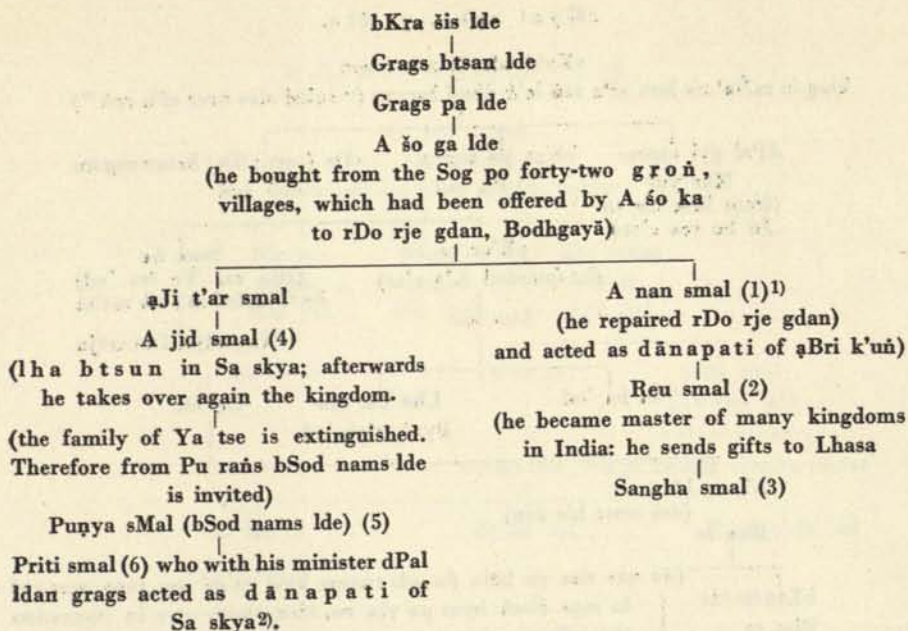 bKra šis lde
Grags btsan lde
Grags pa lde
A šo ga lde
(he bought from the Sog po forty-two groṅ,
villages, which had been offered by A śo ka
to rDo rje gdan, Bodhgayā)
ạJi t'ar smal
A jid smal (4)
(lha btsun in Sa skya; afterwards
he takes over again the kingdom.
(the family of Ya tse is extinguished.
Therefore from Pu raṅs bSod nams lde
is invited)
Puṇya sMal (bSod nams lde) (5)
Priti smal (6) who with his minister dPal
ldan grags acted as dānapati of
Sa skya2).
A nan smal (1)1)
(he repaired rDo rje gdan)
and acted as dānapati of ạBri k'uṅ
Ṛeu smal (2)
(he became master of many kingdoms
in India: he sends gifts to Lhasa
Sangha smal (3)